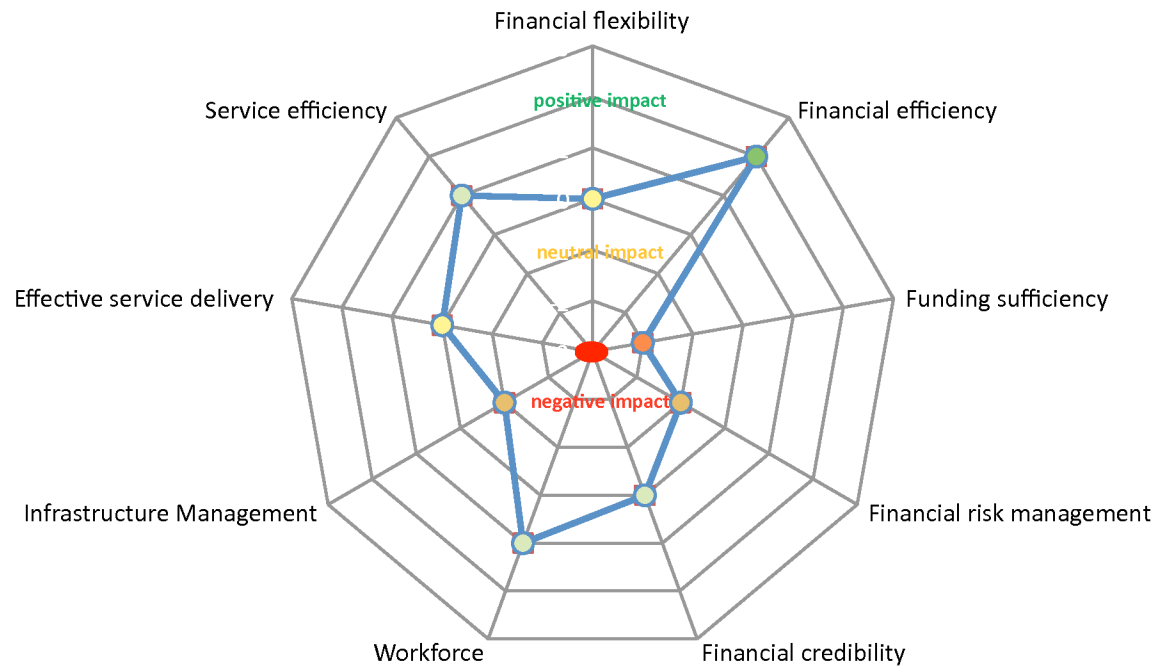 Financial flexibility
positive impact
Service efficiency
Financial efficiency
neutral impact
Effective service delivery
Funding sufficiency
negative impact
Infrastructure Management
Financial risk management
Workforce
Financial credibility